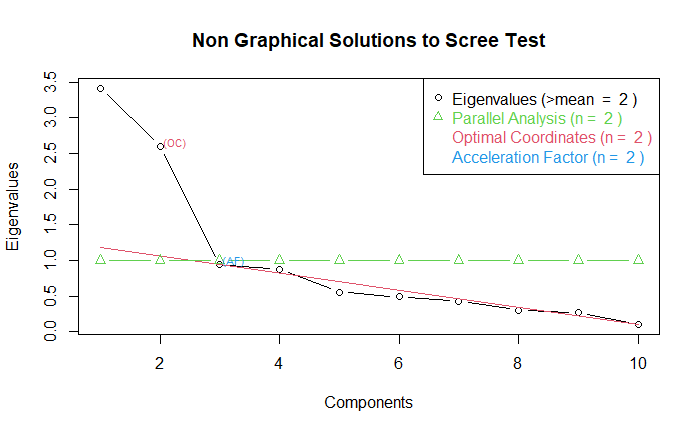 Non Graphical Solutions to Scree Test
Eigenvalues (>mean = 2 )
Parallel Analysis (n = 2 )
Optimal Coordinates (n = 2 )
Acceleration Factor (n = 2 )
(OC)
(AF)
Eigenvalues
3.5
3.0
2.5
2.0
1.5
1.0
0.5
0.0
2 4 6 8 10
Components